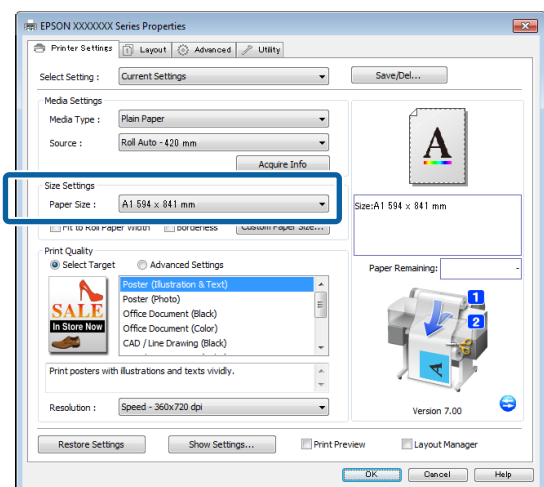 EPSON XXXXXXX Series Properties
Printer Settings Layout Advanced Utility
Select Setting : Current Settings Save/Del...
Media Settings
Media Type : Plain Paper
Source : Roll Auto - 420 mm
Acquire Info
A
Size Settings
Paper Size : A1 594 x 841 mm
Size:A1 594 x 841 mm
Fit to Roll Paper Width Borderless Custom Paper Size...
Print Quality
Select Target Advanced Settings
Paper Remaining: -
SALE
In Store Now
Poster (Illustration & Text)
Poster (Photo)
Office Document (Black)
Office Document (Color)
CAD / Line Drawing (Black)
1
2
A
Print posters with illustrations and texts vividly.
Resolution : Speed - 360x720 dpi
Version 7.00
Restore Settings Show Settings... Print Preview Layout Manager
OK Cancel Help